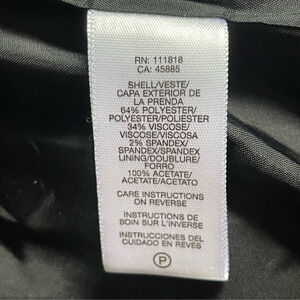 RN: 111818
CA: 45885
SHELL/VESTE/
CAPA EXTERIOR DE
LA PRENDA
64% POLYESTER/
POLYESTER/POLIESTER
34% VISCOSE/
VISCOSE/VISCOSA
2% SPANDEX/
SPANDEX/SPANDEX
LINING/DOUBLURE/
FORRO
100% ACETATE/
ACETATE/ACETATO
CARE INSTRUCTIONS
ON REVERSE
INSTRUCTIONS DE
SOIN SUR L'INVERSE
INSTRUCCIONES DEL
CUIDADO EN REVÉS
P